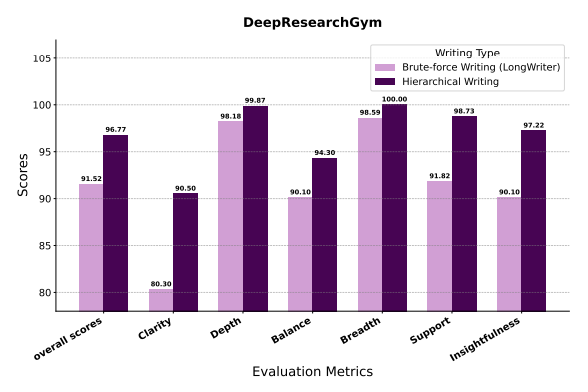 DeepResearchGym
Writing Type
Brute-force Writing (LongWriter)
Hierarchical Writing
Scores
105
100
95
90
85
80
91.52
96.77
80.30
90.50
98.18
99.87
90.10
94.30
98.59
100.00
91.82
98.73
90.10
97.22
overall scores
Clarity
Depth
Balance
Breadth
Support
Insightfulness
Evaluation Metrics